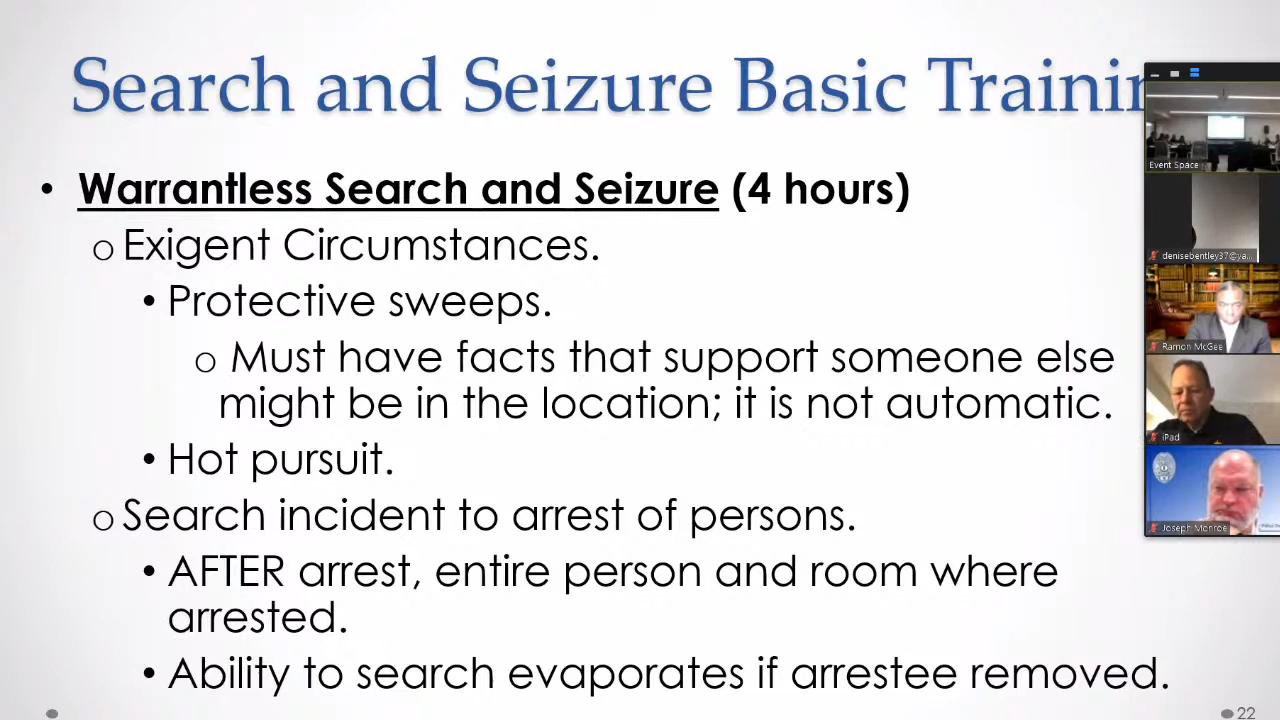 Search and Seizure Basic Trainin
• Warrantless Search and Seizure (4 hours)
o Exigent Circumstances.
• Protective sweeps.
o Must have facts that support someone else
might be in the location; it is not automatic.
• Hot pursuit.
o Search incident to arrest of persons.
• AFTER arrest, entire person and room where
arrested.
• Ability to search evaporates if arrestee removed.
22
Event Space
denisebentley37@ya...
Ramon McGee
iPad
Joseph Monroe